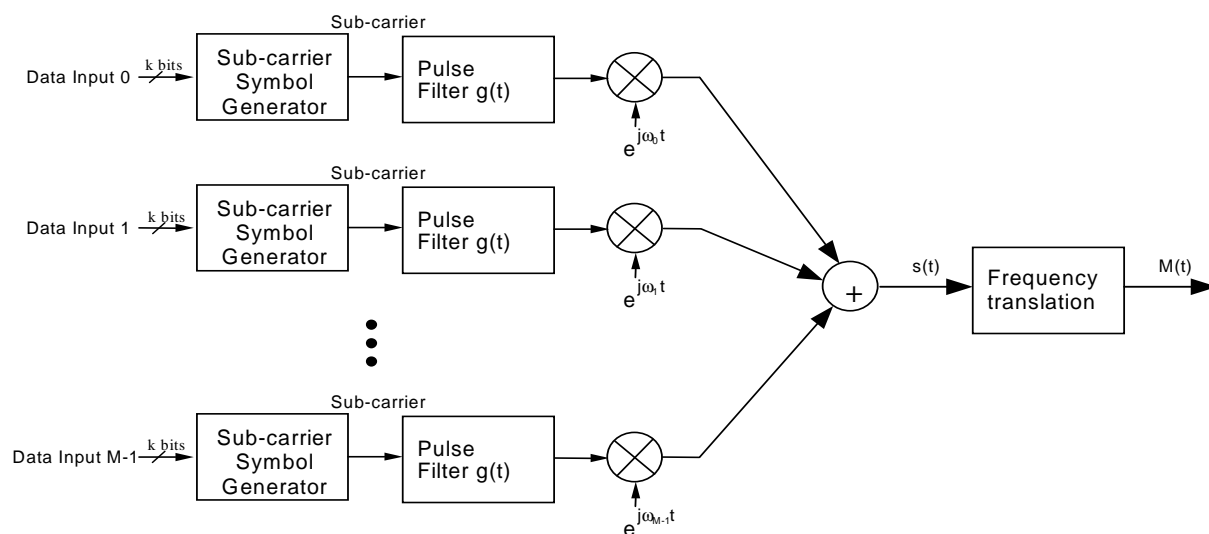 Sub-carrier
Data Input 0
k bits
Sub-carrier
Symbol
Generator
Pulse
Filter g(t)
e^jω₀t
Sub-carrier
Data Input 1
k bits
Sub-carrier
Symbol
Generator
Pulse
Filter g(t)
e^jω₁t
+
s(t)
Frequency
translation
M(t)
Sub-carrier
Data Input M-1
k bits
Sub-carrier
Symbol
Generator
Pulse
Filter g(t)
e^jω_M-1t